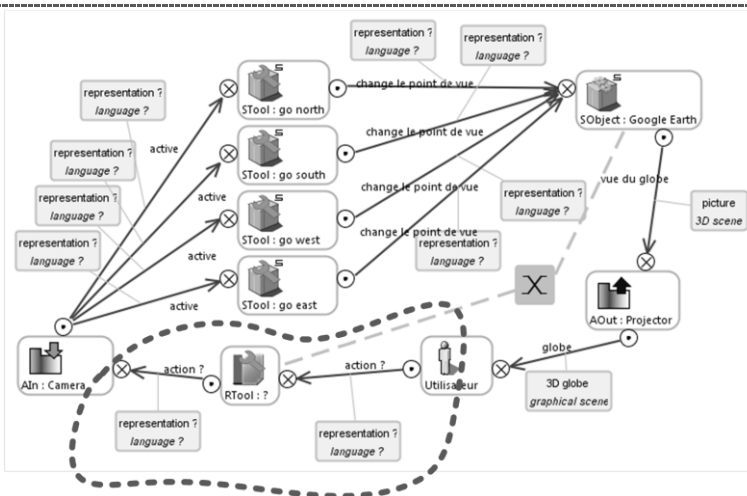 representation ?
language ?
representation ?
language ?
representation ?
language ?
STool : go north
change le point de vue
SObject : Google Earth
representation ?
language ?
active
STool : go south
change le point de vue
vue du globe
representation ?
language ?
active
STool : go west
change le point de vue
representation ?
language ?
picture
3D scene
representation ?
language ?
active
STool : go east
change le point de vue
representation ?
language ?
active
AOut : Projector
AIn : Camera
action ?
RTool : ?
action ?
Utilisateur
globe
3D globe
graphical scene
representation ?
language ?
representation ?
language ?